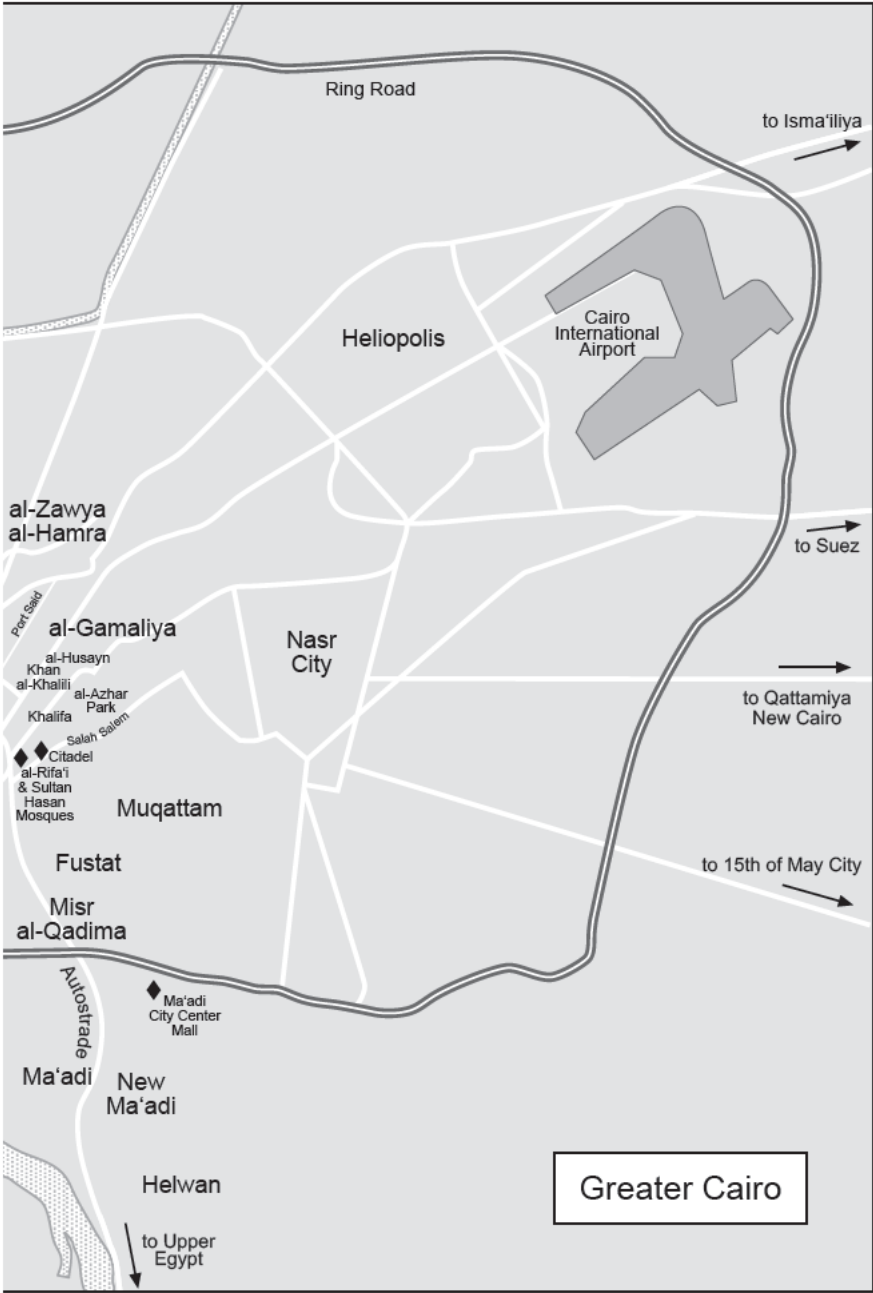 Ring Road
to Isma‘iliya
Heliopolis
Cairo
International
Airport
al-Zawya
al-Hamra
to Suez
Port Said
al-Gamaliya
Nasr
City
al-Husayn
Khan
al-Khalili
al-Azhar
Park
Khalifa
Salah Salem
to Qattamiya
New Cairo
Citadel
al-Rifa‘i
& Sultan
Hasan
Mosques
Muqattam
Fustat
to 15th of May City
Misr
al-Qadima
Autostrade
Ma‘adi
City Center
Mall
Ma‘adi
New
Ma‘adi
Helwan
Greater Cairo
to Upper
Egypt